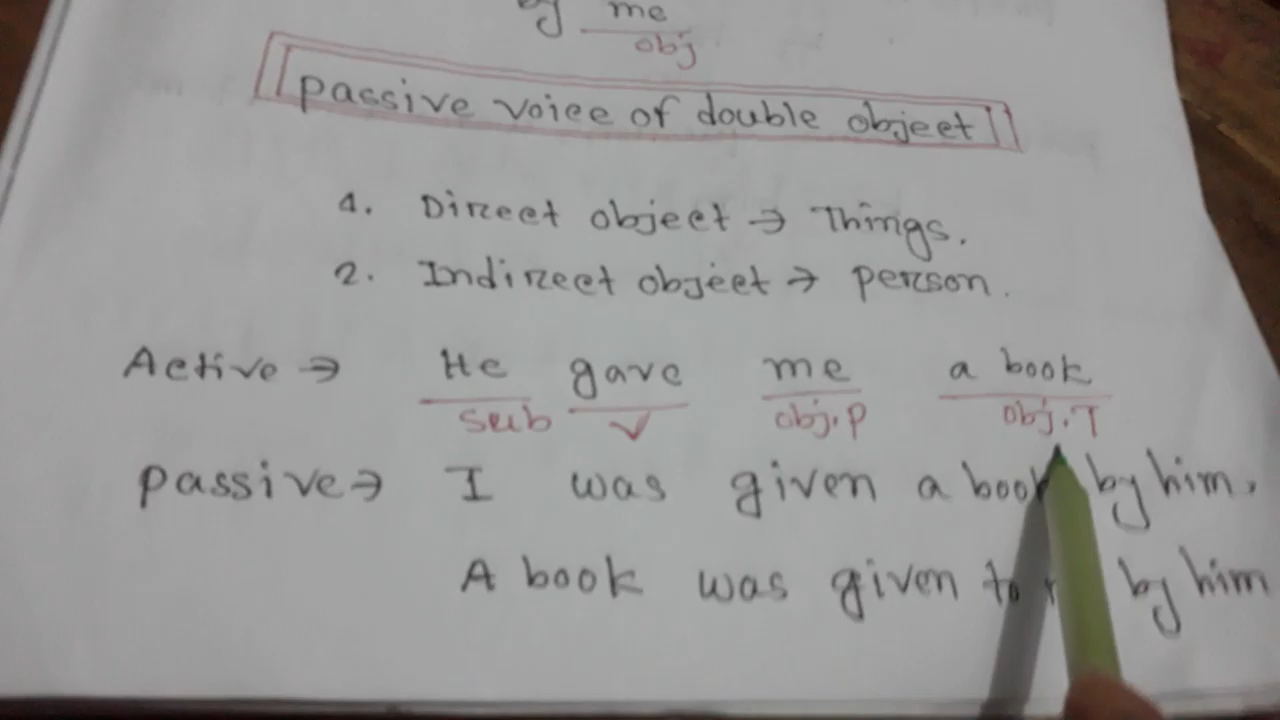 by me
obj
Passive voice of double object
1. Direct object → Things.
2. Indirect object → person.
Active → He gave me a book
sub v obj.P obj.T
Passive → I was given a book by him.
A book was given to by him